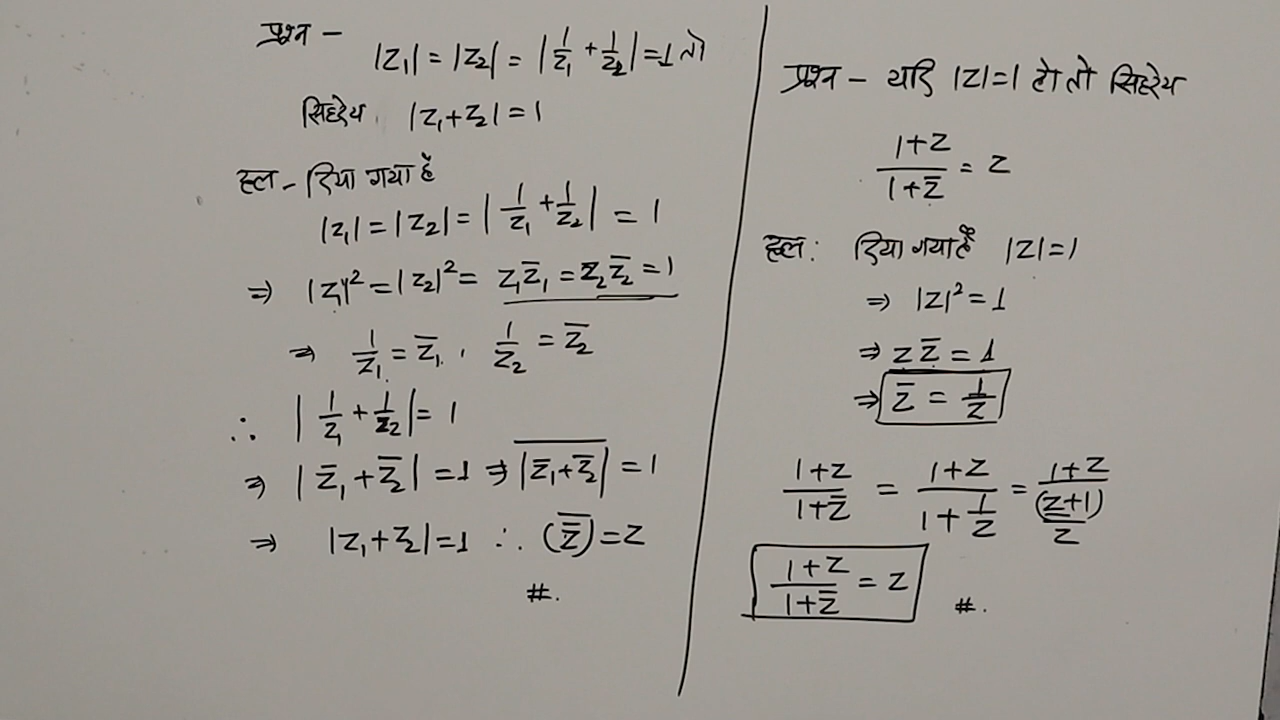 प्रश्न -
|z₁| = |z₂| = |1/z₁ + 1/z₂| = 1 तो
|z₁+z₂| = 1
हल - दिया गया है
|z₁| = |z₂| = |1/z₁ + 1/z₂| = 1
⇒ |z₁|² = |z₂|² = z₁z̅₁ = z₂z̅₂ = 1
⇒ 1/z₁ = z̅₁ , 1/z₂ = z̅₂
∴ |1/z₁ + 1/z₂| = 1
⇒ |z̅₁ + z̅₂| = 1 ⇒ \overline{|z̅₁+z̅₂|} = 1
⇒ |z₁+z₂| = 1 ∴ (z̿) = z
#.
प्रश्न - यदि |z|=1 हो तो
(1+z)/(1+z̅) = z
हल: दिया गया है |z|=1
⇒ |z|² = 1
⇒ z z̅ = 1
⇒ z̅ = 1/z
(1+z)/(1+z̅) = (1+z)/(1+1/z) = (1+z)/((z+1)/z)
(1+z)/(1+z̅) = z #.